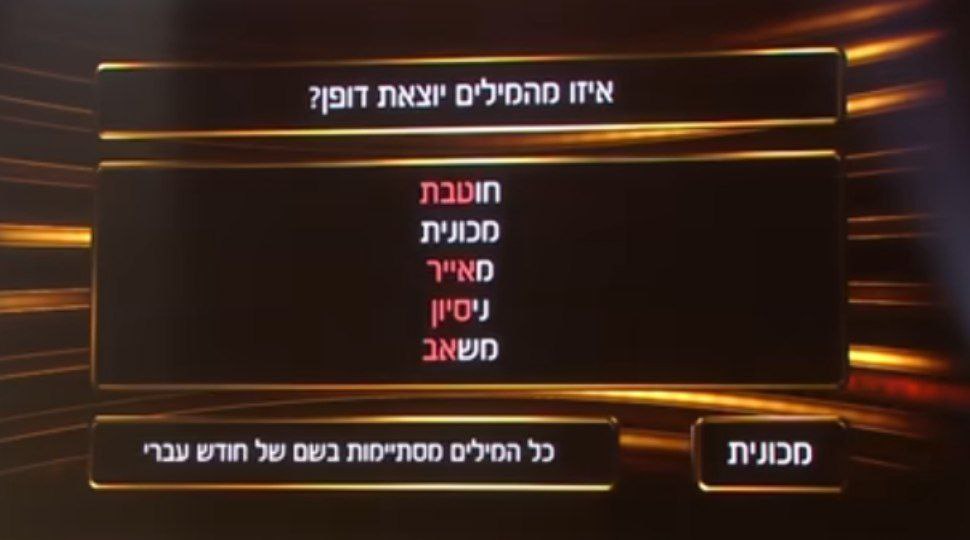 איזו מהמילים יוצאת דופן?
חוטבת
מכונית
מאייר
ניסיון
משאב
מכונית
כל המילים מסתיימות בשם של חודש עברי